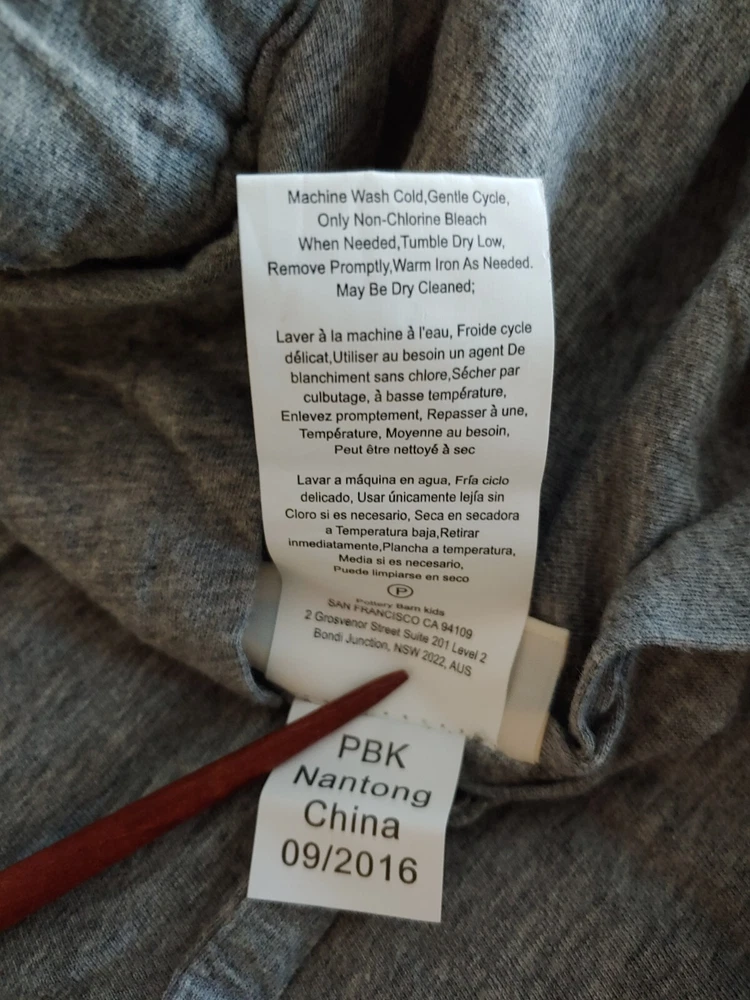 Machine Wash Cold,Gentle Cycle,
Only Non-Chlorine Bleach
When Needed,Tumble Dry Low,
Remove Promptly,Warm Iron As Needed.
May Be Dry Cleaned;
Laver à la machine à l'eau, Froide cycle
délicat,Utiliser au besoin un agent De
blanchiment sans chlore,Sécher par
culbutage, à basse température,
Enlevez promptement, Repasser à une,
Température, Moyenne au besoin,
Peut être nettoyé à sec
Lavar a máquina en agua, Fría ciclo
delicado, Usar únicamente lejía sin
Cloro si es necesario, Seca en secadora
a Temperatura baja,Retirar
inmediatamente,Plancha a temperatura,
Media si es necesario,
Puede limpiarse en seco
P
Pottery Barn kids
SAN FRANCISCO CA 94109
2 Grosvenor Street Suite 201 Level 2
Bondi Junction, NSW 2022, AUS
PBK
Nantong
China
09/2016